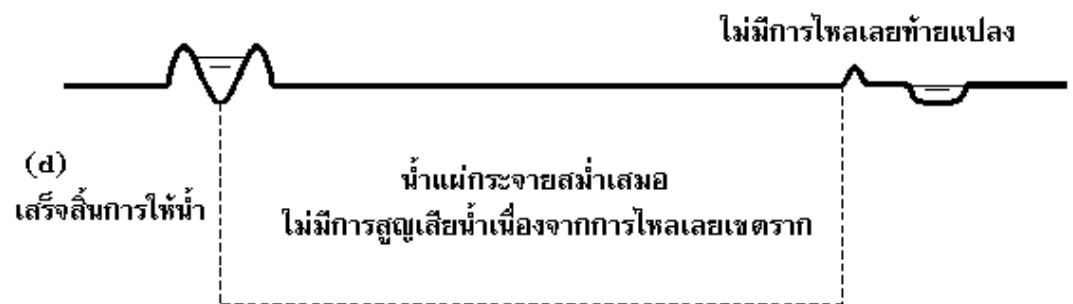 ไม่มีการไหลเลยท้ายแปลง
(d)
เสร็จสิ้นการให้น้ำ
น้ำแผ่กระจายสม่ำเสมอ
ไม่มีการสูญเสียน้ำเนื่องจากการไหลเลยเขตราก